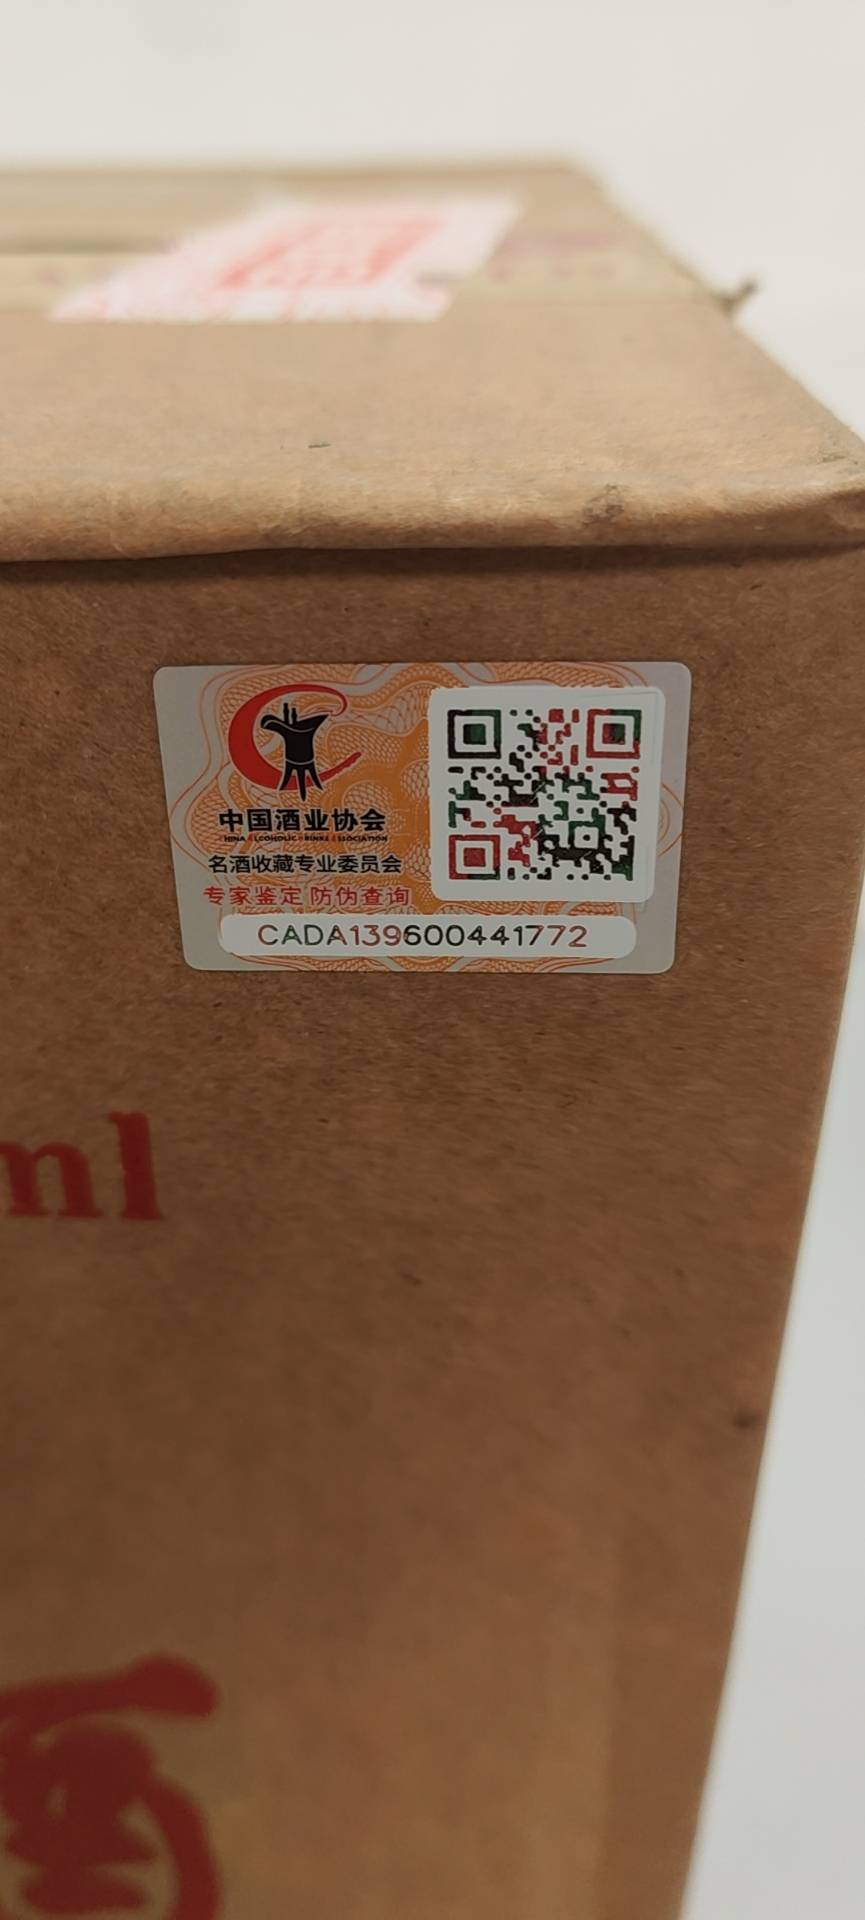 中国酒业协会
CHINA ALCOHOLIC DRINKS ASSOCIATION
名酒收藏专业委员会
专家鉴定 防伪查询
CADA139600441772
ml
酒